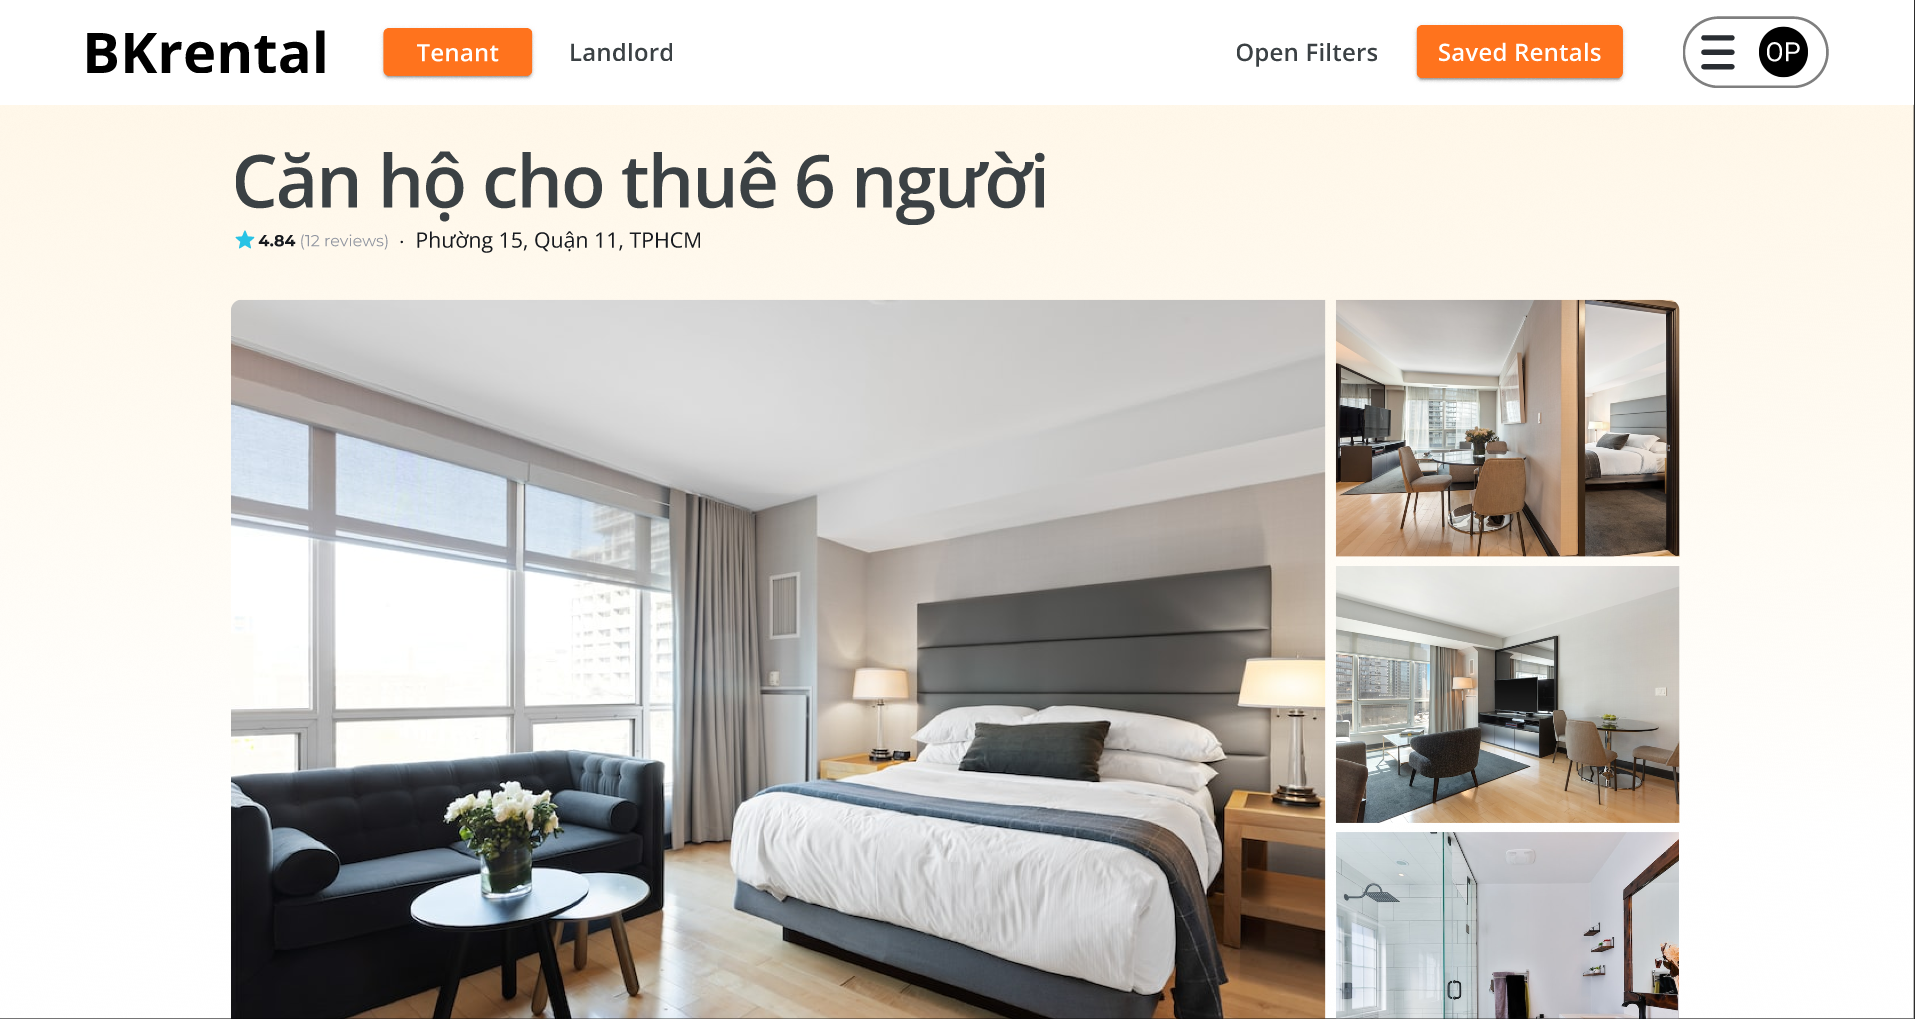 BKrental Tenant Landlord Open Filters Saved Rentals OP
Căn hộ cho thuê 6 người
4.84 (12 reviews) · Phường 15, Quận 11, TPHCM